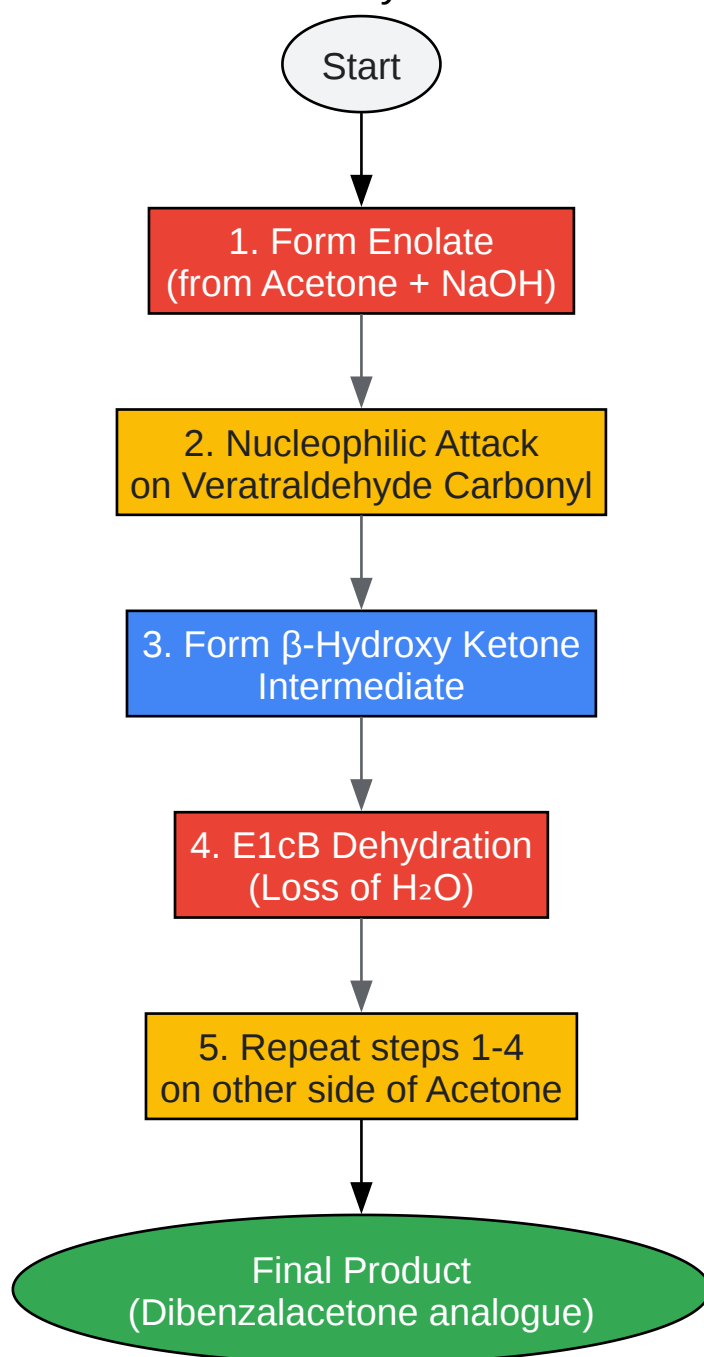 Start
1. Form Enolate
(from Acetone + NaOH)
2. Nucleophilic Attack
on Veratraldehyde Carbonyl
3. Form β-Hydroxy Ketone
Intermediate
4. E1cB Dehydration
(Loss of H₂O)
5. Repeat steps 1-4
on other side of Acetone
Final Product
(Dibenzalacetone analogue)